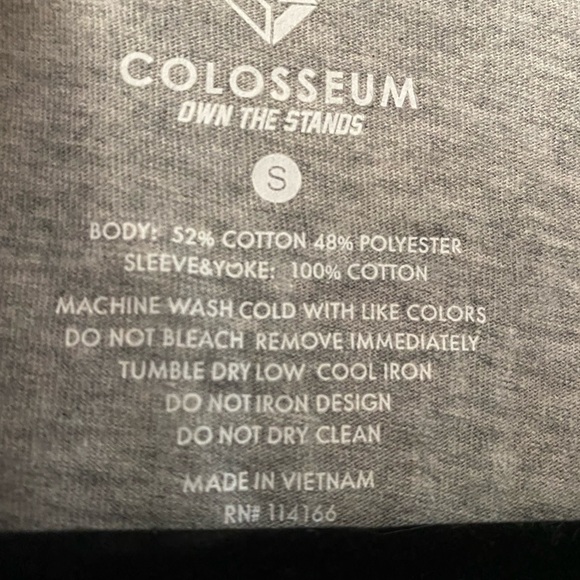 COLOSSEUM
OWN THE STANDS
S
BODY: 52% COTTON 48% POLYESTER
SLEEVE&YOKE: 100% COTTON
MACHINE WASH COLD WITH LIKE COLORS
DO NOT BLEACH REMOVE IMMEDIATELY
TUMBLE DRY LOW COOL IRON
DO NOT IRON DESIGN
DO NOT DRY CLEAN
MADE IN VIETNAM
RN# 114166